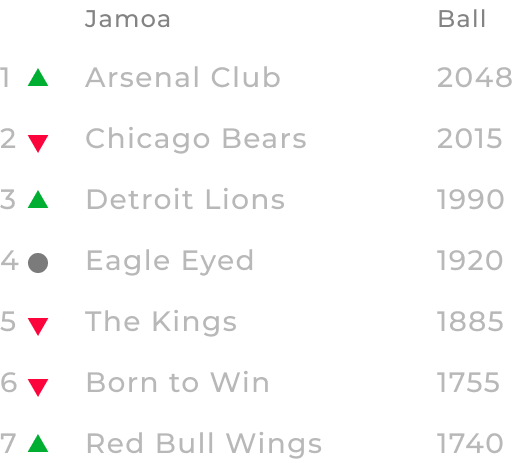 Jamoa Ball
1 Arsenal Club 2048
2 Chicago Bears 2015
3 Detroit Lions 1990
4 Eagle Eyed 1920
5 The Kings 1885
6 Born to Win 1755
7 Red Bull Wings 1740